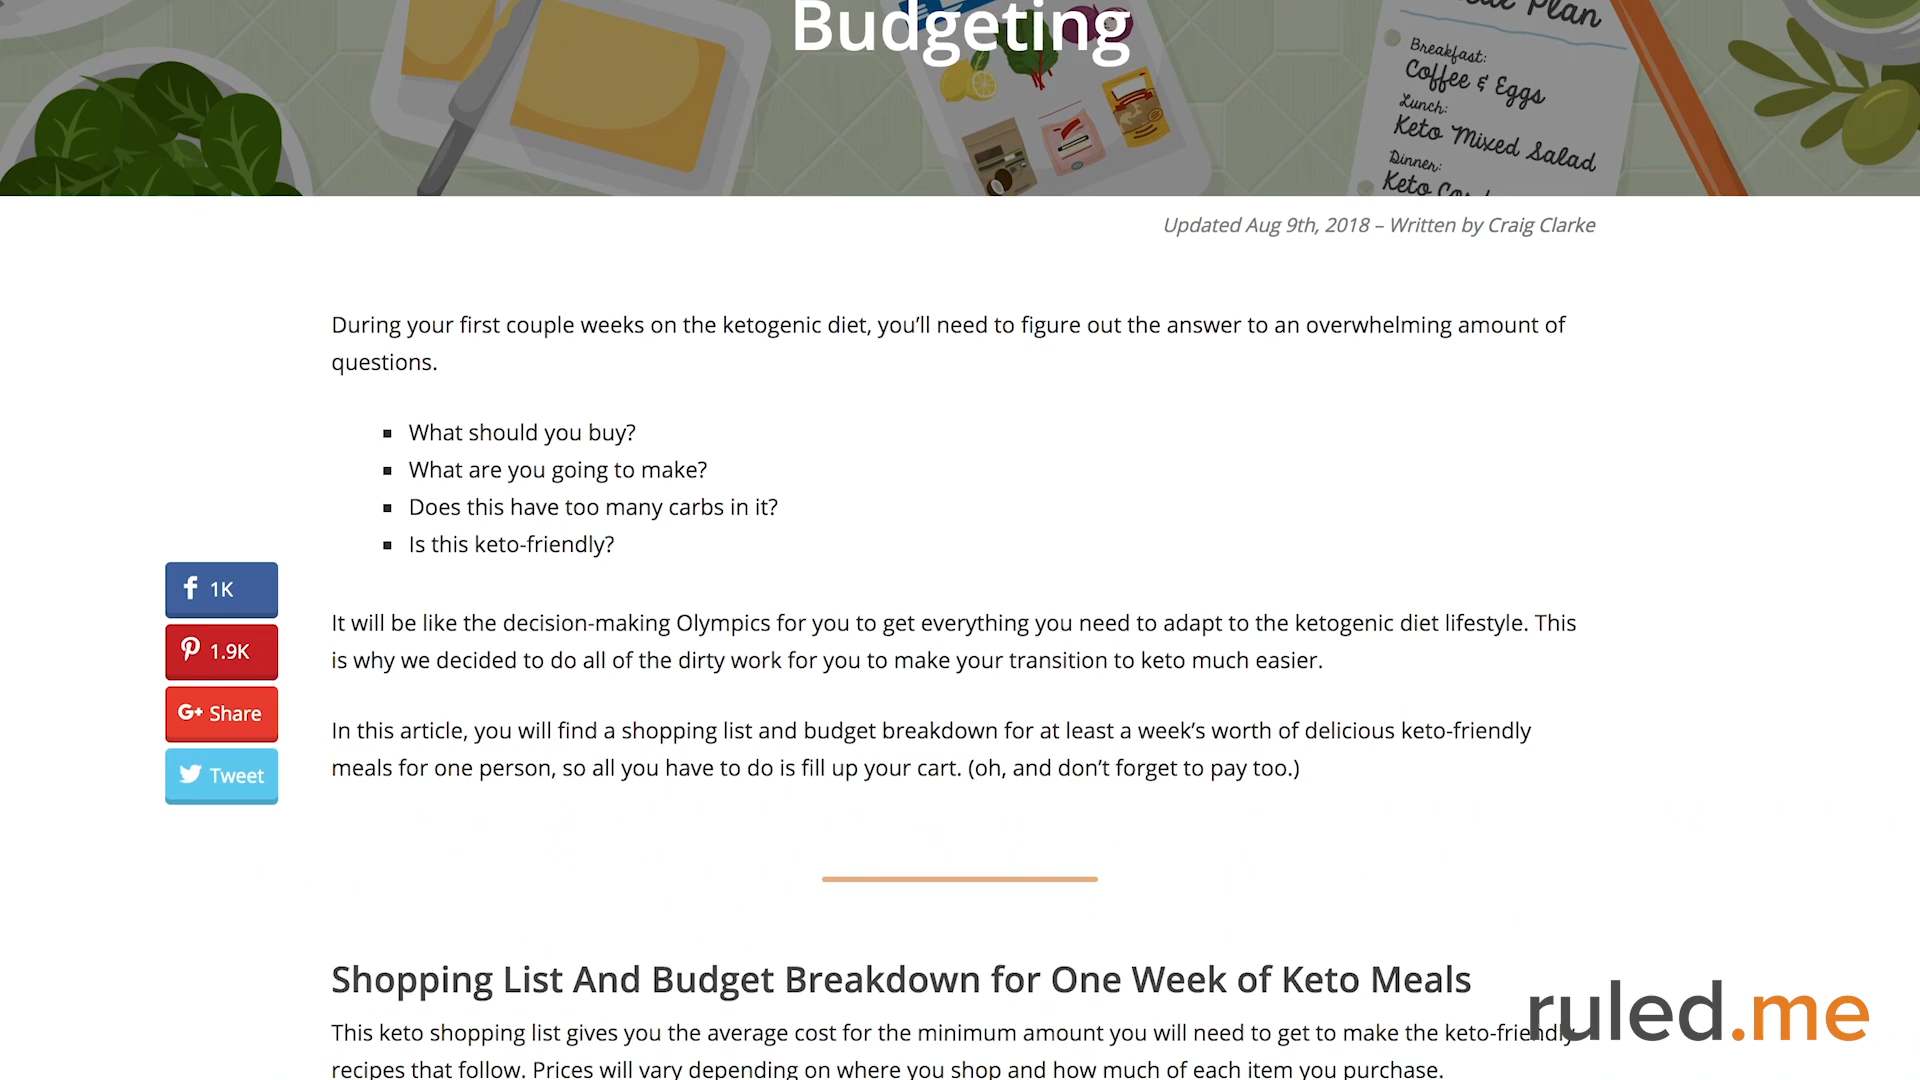 Budgeting
Plan
Breakfast:
Coffee & Eggs
Lunch:
Keto Mixed Salad
Dinner:
Keto
Updated Aug 9th, 2018 – Written by Craig Clarke
During your first couple weeks on the ketogenic diet, you’ll need to figure out the answer to an overwhelming amount of
questions.
What should you buy?
What are you going to make?
Does this have too many carbs in it?
Is this keto-friendly?
1K
1.9K
G+ Share
Tweet
It will be like the decision-making Olympics for you to get everything you need to adapt to the ketogenic diet lifestyle. This
is why we decided to do all of the dirty work for you to make your transition to keto much easier.
In this article, you will find a shopping list and budget breakdown for at least a week’s worth of delicious keto-friendly
meals for one person, so all you have to do is fill up your cart. (oh, and don’t forget to pay too.)
Shopping List And Budget Breakdown for One Week of Keto Meals
This keto shopping list gives you the average cost for the minimum amount you will need to get to make the keto-friendly
recipes that follow. Prices will vary depending on where you shop and how much of each item you purchase.
ruled.me